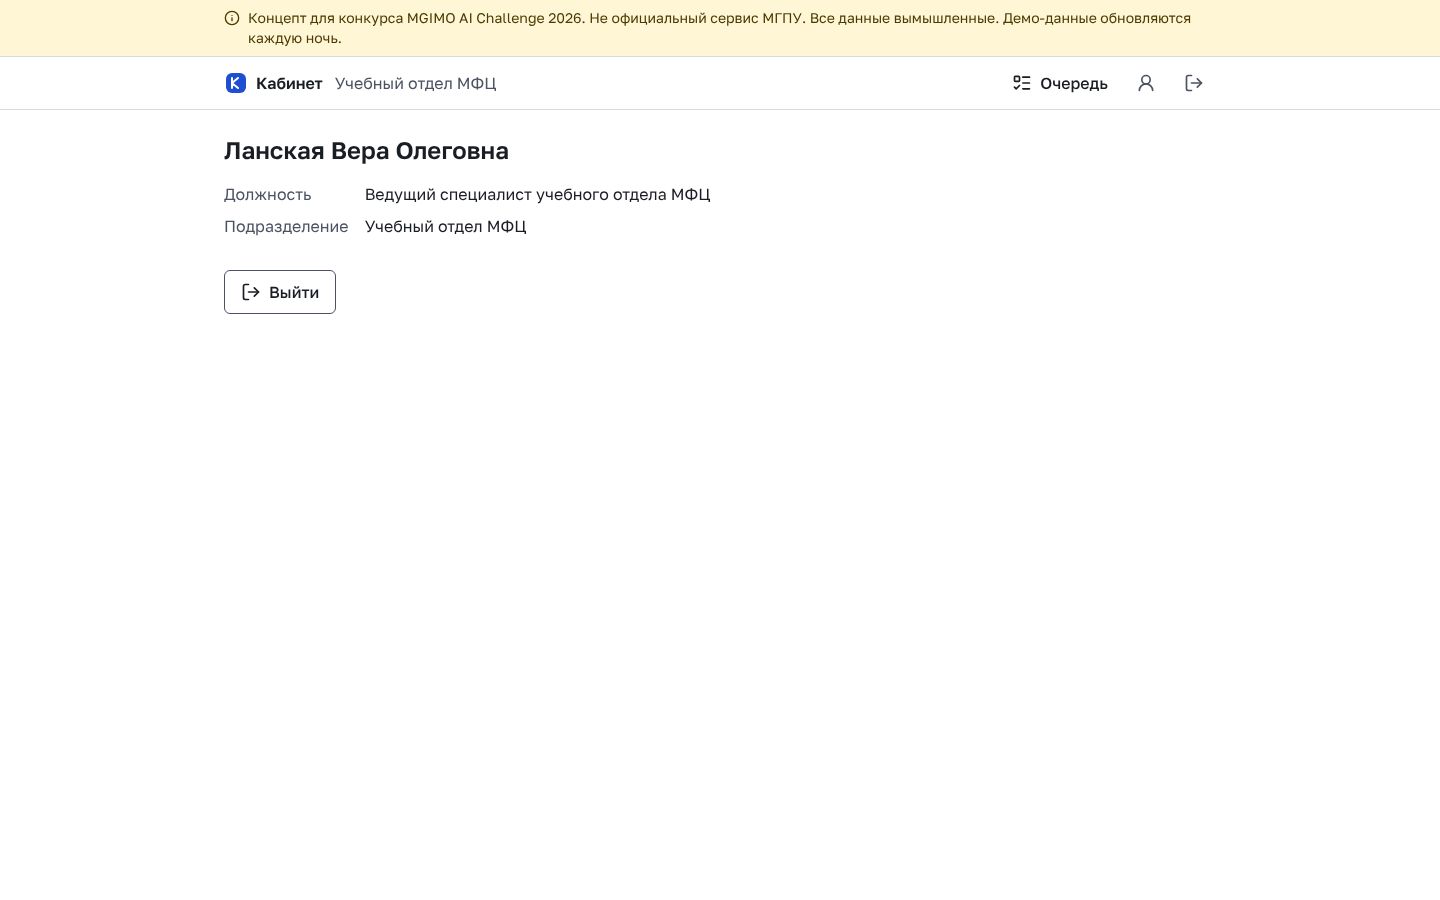 Концепт для конкурса MGIMO AI Challenge 2026. Не официальный сервис МГПУ. Все данные вымышленные. Демо-данные обновляются
каждую ночь.
Кабинет Учебный отдел МФЦ Очередь
Ланская Вера Олеговна
Должность Ведущий специалист учебного отдела МФЦ
Подразделение Учебный отдел МФЦ
Выйти